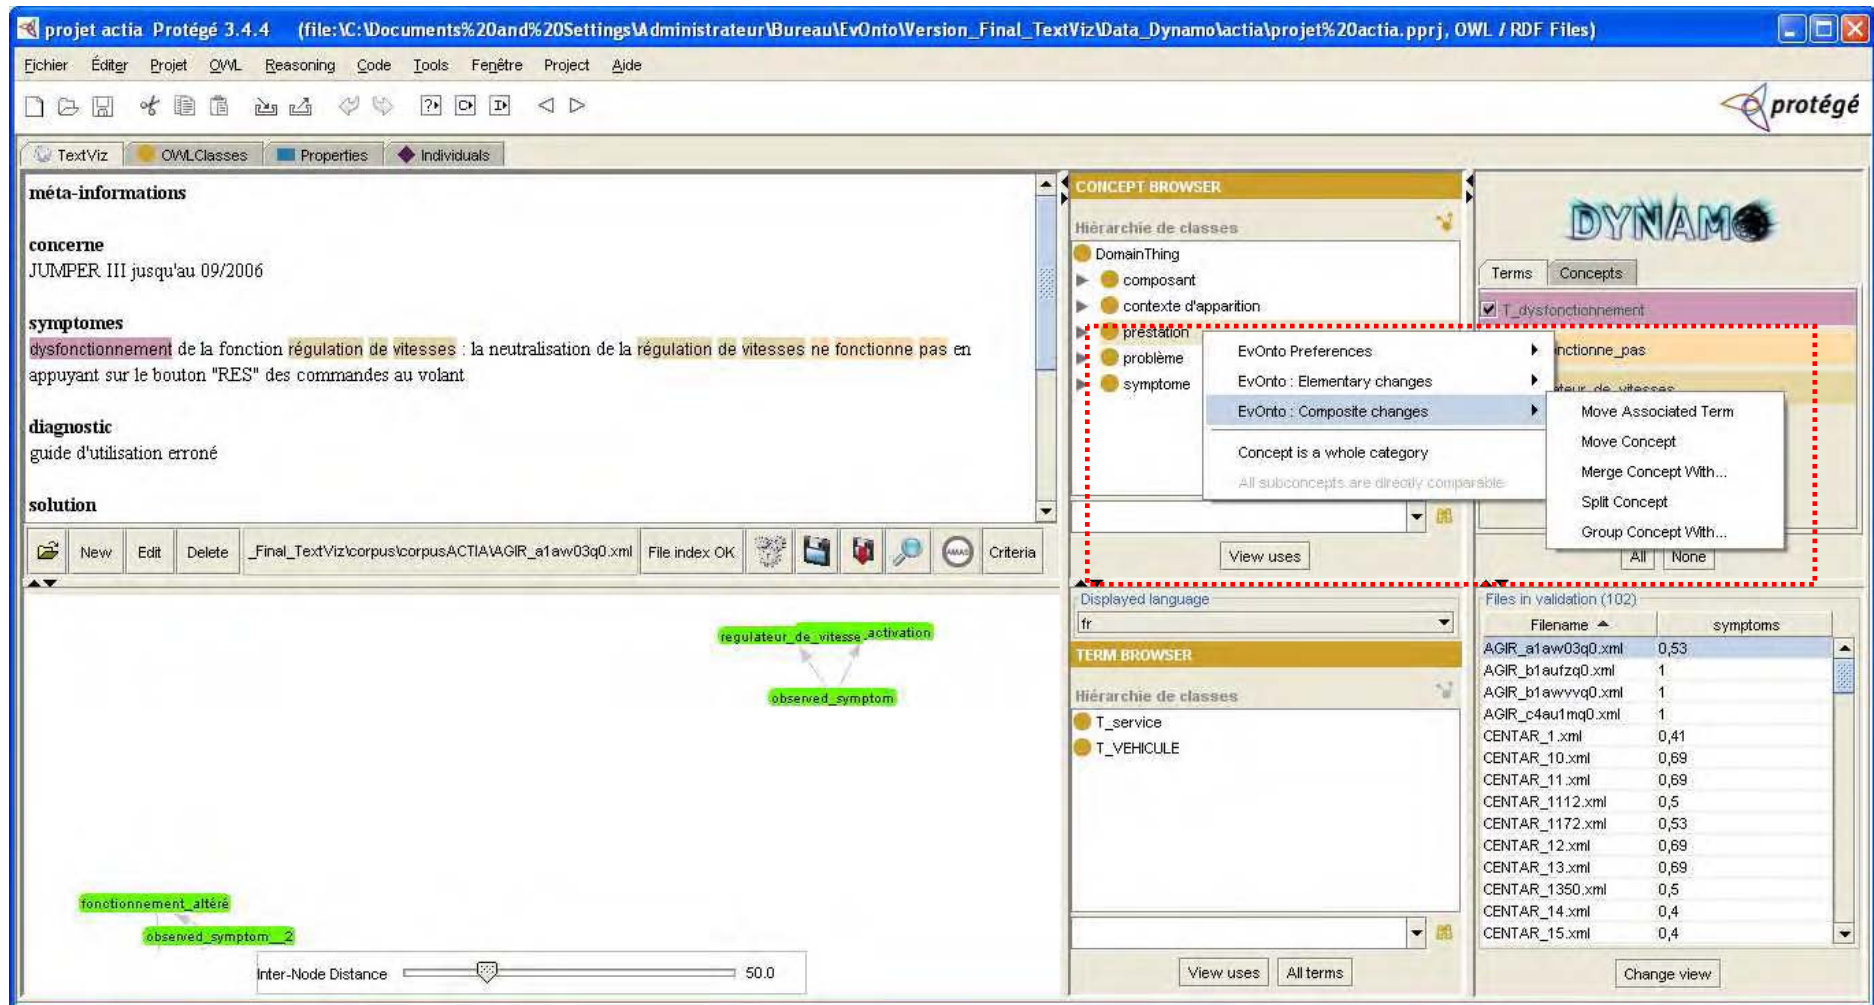 projet actia Protégé 3.4.4 (file:\C:\Documents%20and%20Settings\Administrateur\Bureau\EvOnto\Version_Final_TextViz\Data_Dynamo\actia\projet%20actia.pprj, OWL / RDF Files)
Fichier Éditer Projet OWL Reasoning Code Tools Fenêtre Project Aide
protégé
TextViz OWLClasses Properties Individuals
méta-informations
concerne
JUMPER III jusqu'au 09/2006
symptomes
dysfonctionnement de la fonction régulation de vitesses : la neutralisation de la régulation de vitesses ne fonctionne pas en
appuyant sur le bouton "RES" des commandes au volant
diagnostic
guide d'utilisation erroné
solution
New Edit Delete _Final_TextViz\corpus\corpusACTIA\AGIR_a1aw03q0.xml File index OK AMAS Criteria
regulateur_de_vitesse activation
observed_symptom
fonctionnement_altéré
observed_symptom__2
Inter-Node Distance 50.0
CONCEPT BROWSER
Hiérarchie de classes
DomainThing
composant
contexte d'apparition
prestation
problème
symptome
EvOnto Preferences
EvOnto : Elementary changes
EvOnto : Composite changes
Concept is a whole category
All subconcepts are directly comparable
Move Associated Term
Move Concept
Merge Concept With...
Split Concept
Group Concept With...
View uses
Displayed language
fr
TERM BROWSER
Hiérarchie de classes
T_service
T_VEHICULE
View uses All terms
DYNAMO
Terms Concepts
T_dysfonctionnement
nctionne_pas
ateur_de_vitesses
All None
Files in validation (102)
Filename symptoms
AGIR_a1aw03q0.xml 0,53
AGIR_b1aufzq0.xml 1
AGIR_b1awvvq0.xml 1
AGIR_c4au1mq0.xml 1
CENTAR_1.xml 0,41
CENTAR_10.xml 0,69
CENTAR_11.xml 0,69
CENTAR_1112.xml 0,5
CENTAR_1172.xml 0,53
CENTAR_12.xml 0,69
CENTAR_13.xml 0,69
CENTAR_1350.xml 0,5
CENTAR_14.xml 0,4
CENTAR_15.xml 0,4
Change view